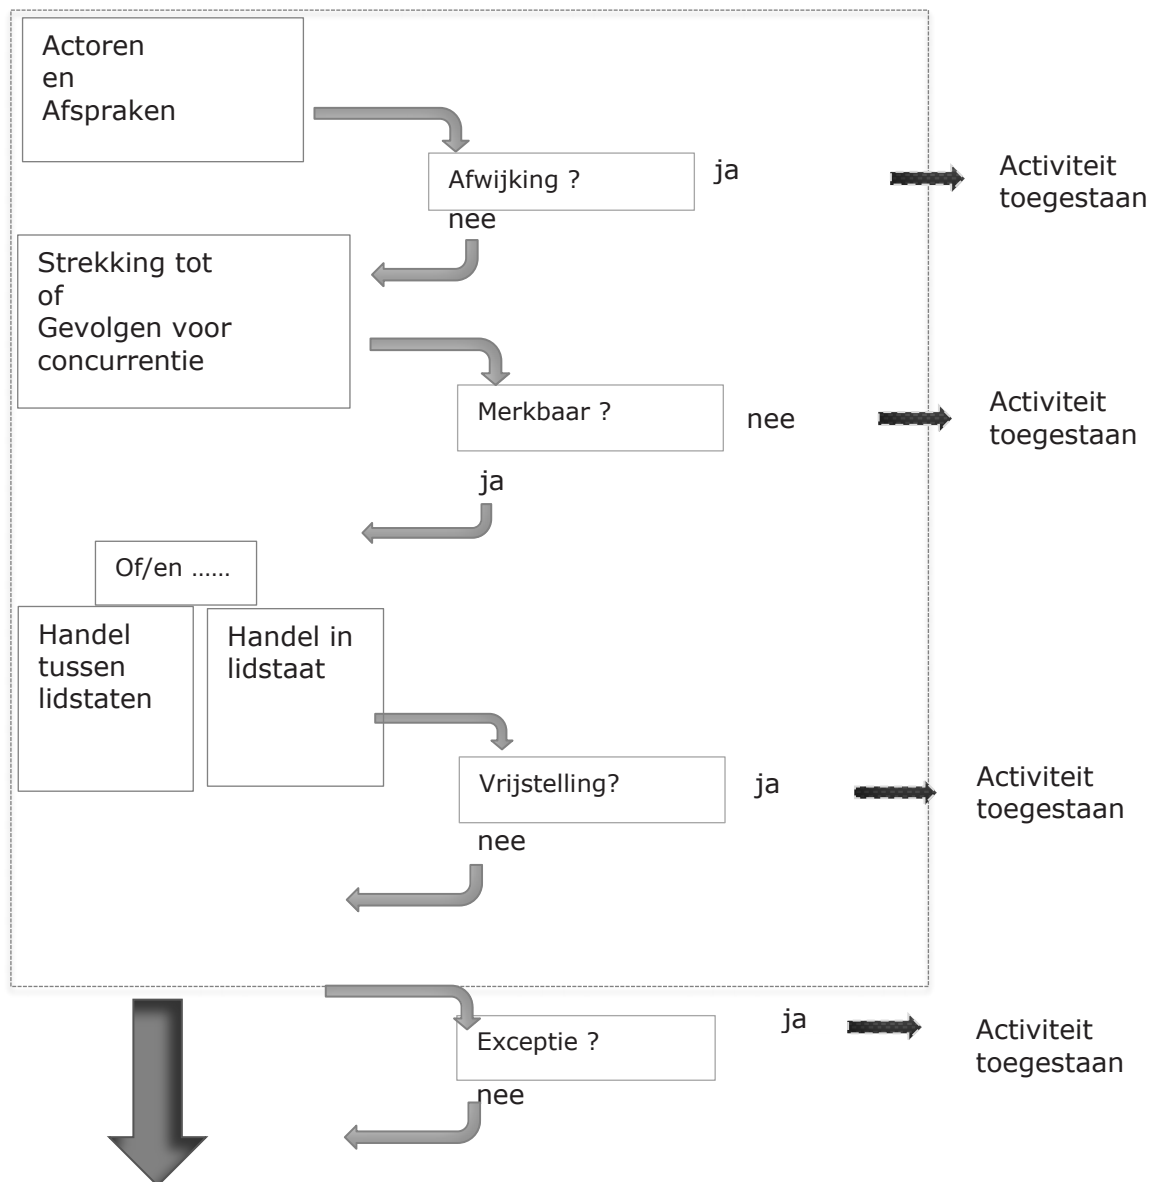 Actoren
en
Afspraken
Afwijking ?
ja
Activiteit
toegestaan
nee
Strekking tot
of
Gevolgen voor
concurrentie
Merkbaar ?
nee
Activiteit
toegestaan
ja
Of/en ......
Handel
tussen
lidstaten
Handel in
lidstaat
Vrijstelling?
ja
Activiteit
toegestaan
nee
Exceptie ?
ja
Activiteit
toegestaan
nee